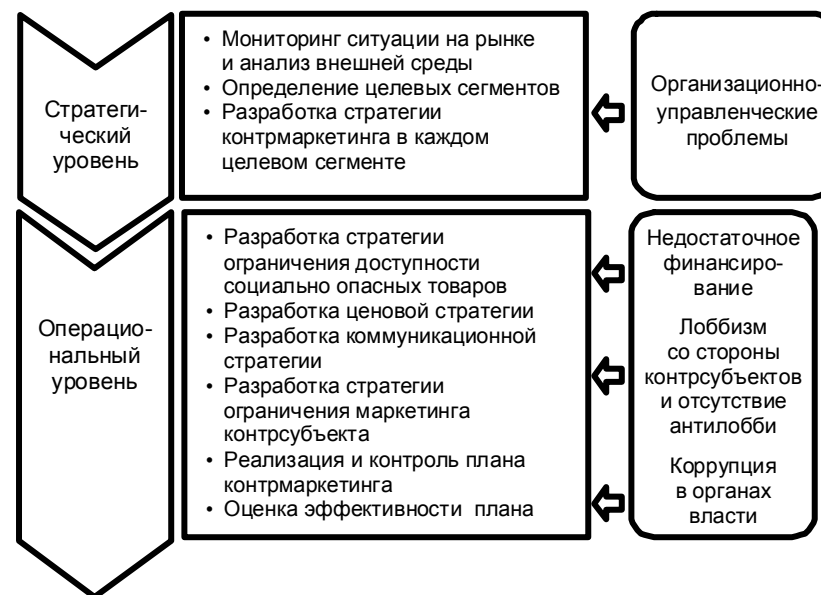 Стратеги-
ческий
уровень
• Мониторинг ситуации на рынке
и анализ внешней среды
• Определение целевых сегментов
• Разработка стратегии
контрмаркетинга в каждом
целевом сегменте
Организационно-
управленческие
проблемы
Операцио-
нальный
уровень
• Разработка стратегии
ограничения доступности
социально опасных товаров
• Разработка ценовой стратегии
• Разработка коммуникационной
стратегии
• Разработка стратегии
ограничения маркетинга
контрсубъекта
• Реализация и контроль плана
контрмаркетинга
• Оценка эффективности плана
Недостаточное
финансиро-
вание
Лоббизм
со стороны
контрсубъектов
и отсутствие
антилобби
Коррупция
в органах
власти